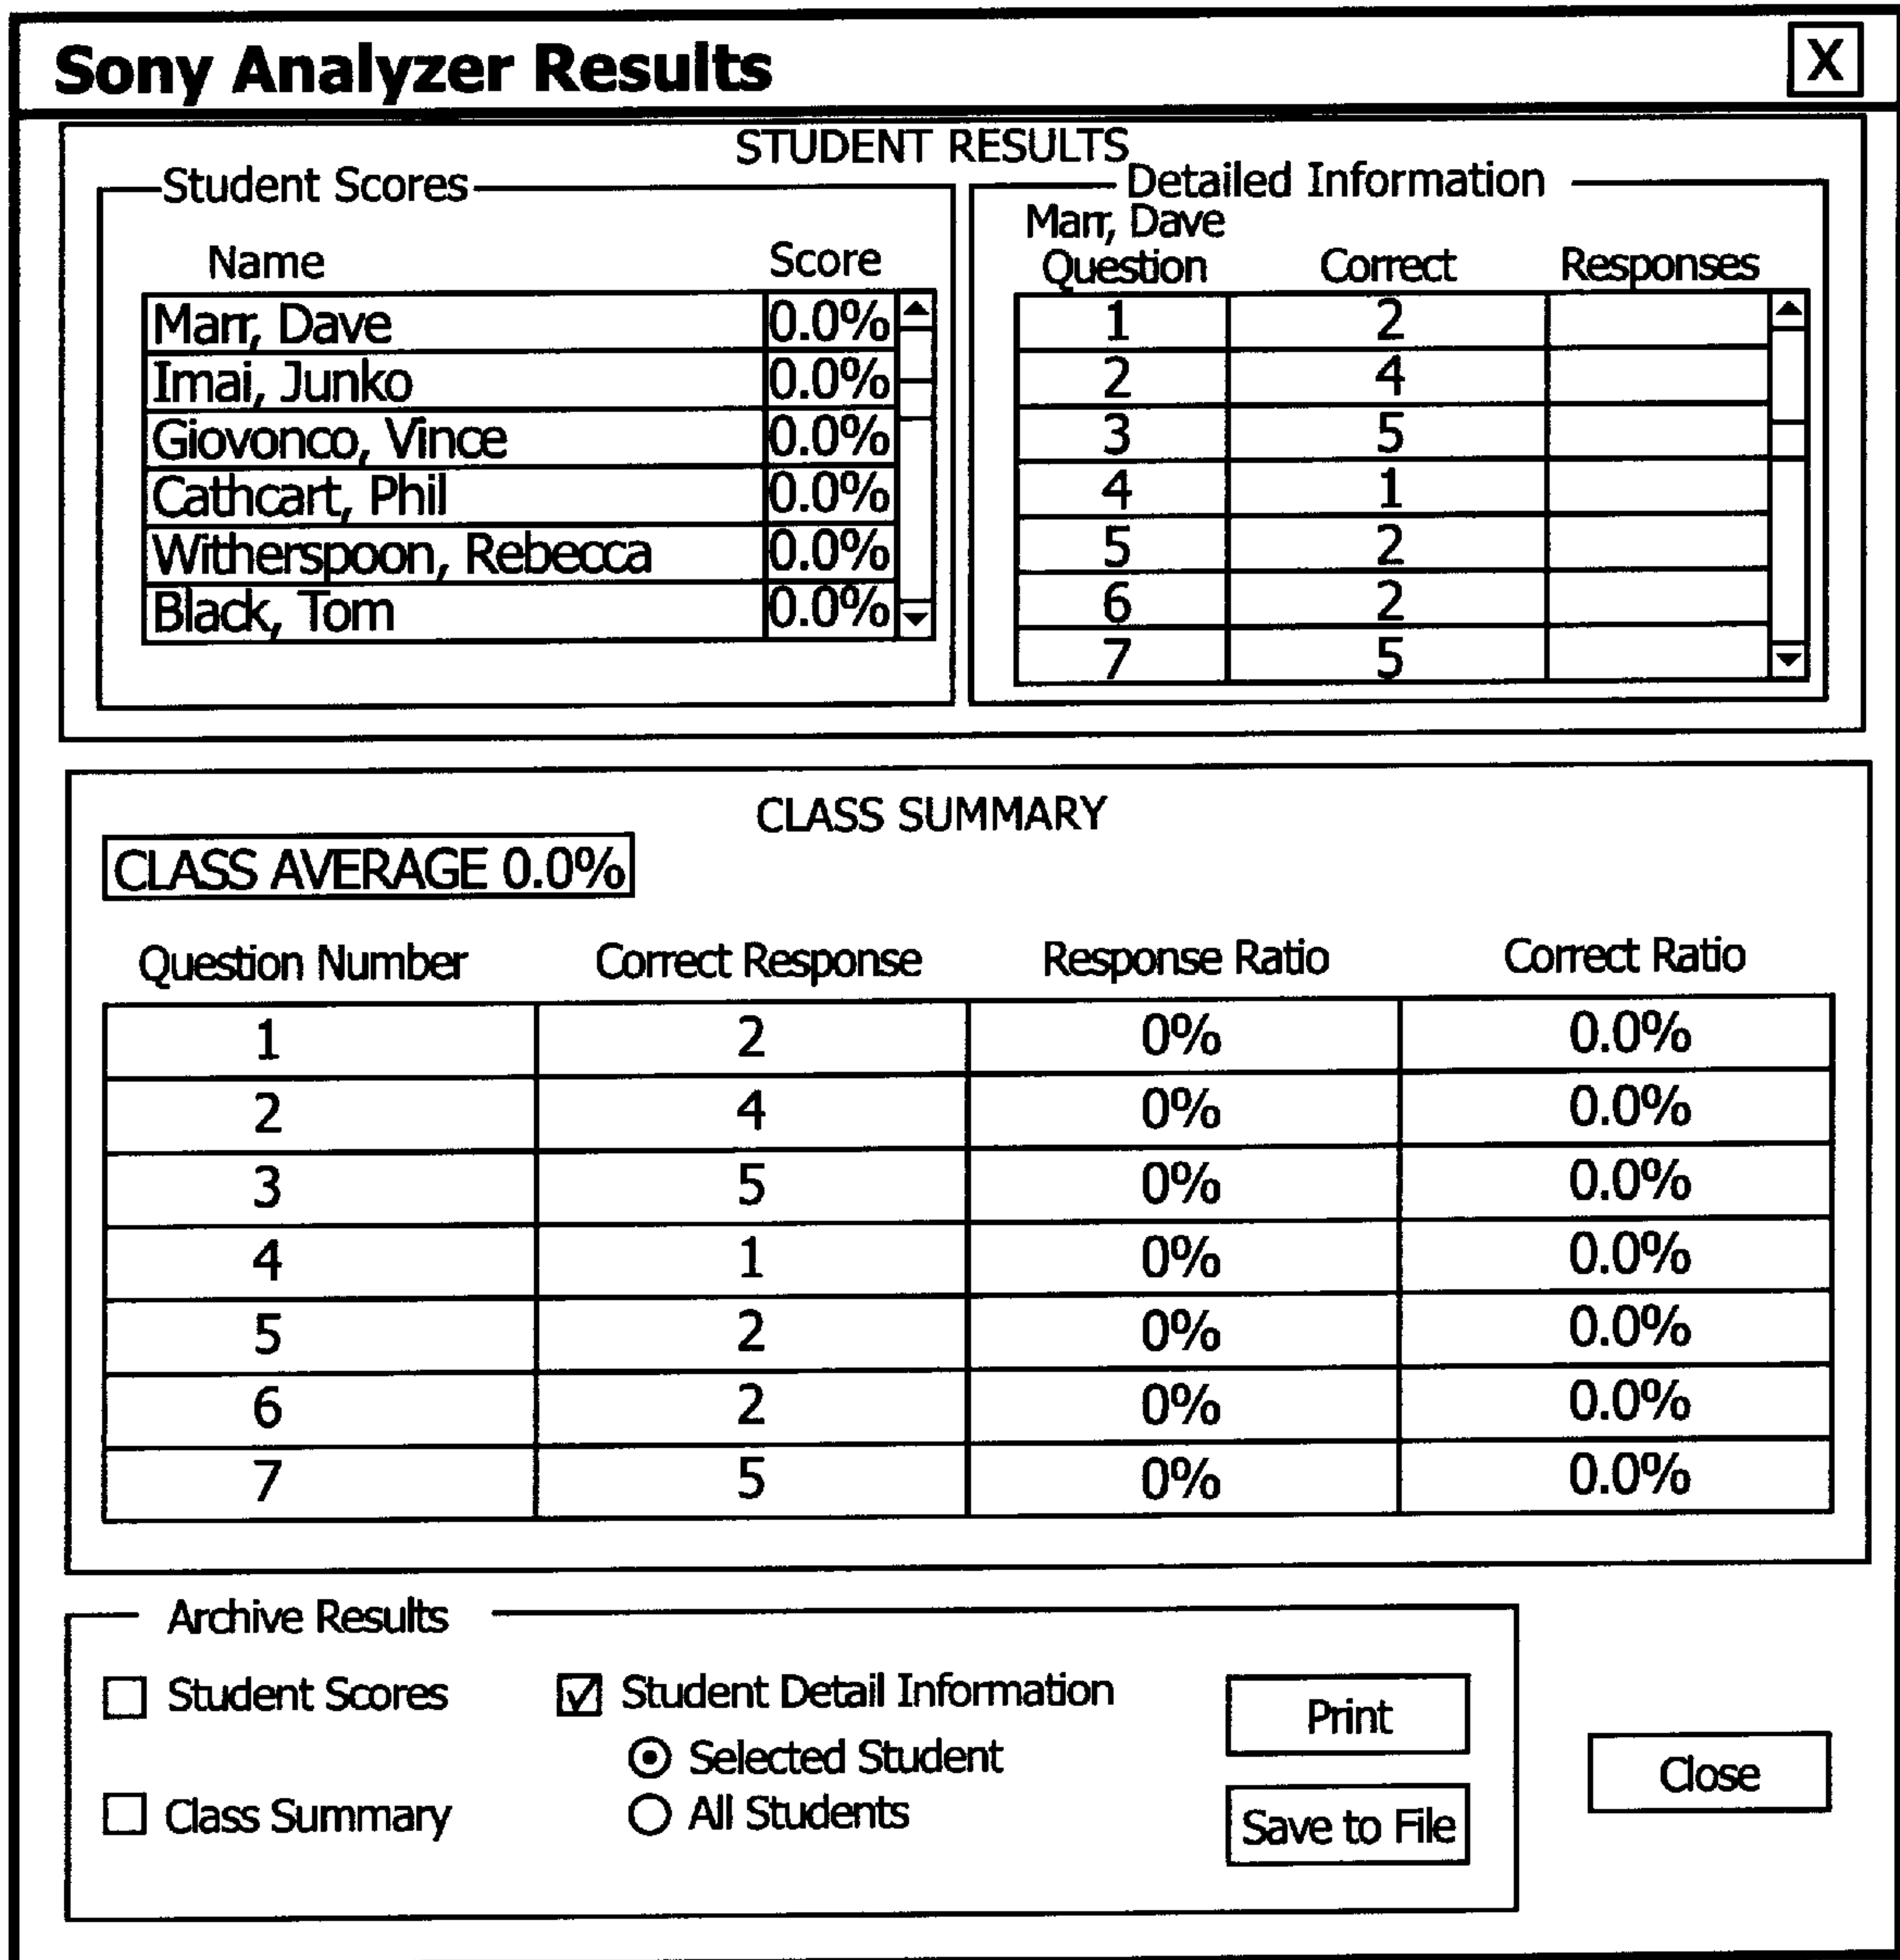 Sony Analyzer Results X
STUDENT RESULTS
Student Scores
Name Score
Marr, Dave 0.0%
Imai, Junko 0.0%
Giovonco, Vince 0.0%
Cathcart, Phil 0.0%
Witherspoon, Rebecca 0.0%
Black, Tom 0.0%
Detailed Information
Marr, Dave
Question Correct Responses
1 2
2 4
3 5
4 1
5 2
6 2
7 5
CLASS SUMMARY
CLASS AVERAGE 0.0%
Question Number Correct Response Response Ratio Correct Ratio
1 2 0% 0.0%
2 4 0% 0.0%
3 5 0% 0.0%
4 1 0% 0.0%
5 2 0% 0.0%
6 2 0% 0.0%
7 5 0% 0.0%
Archive Results
Student Scores
Class Summary
Student Detail Information
Selected Student
All Students
Print
Save to File
Close